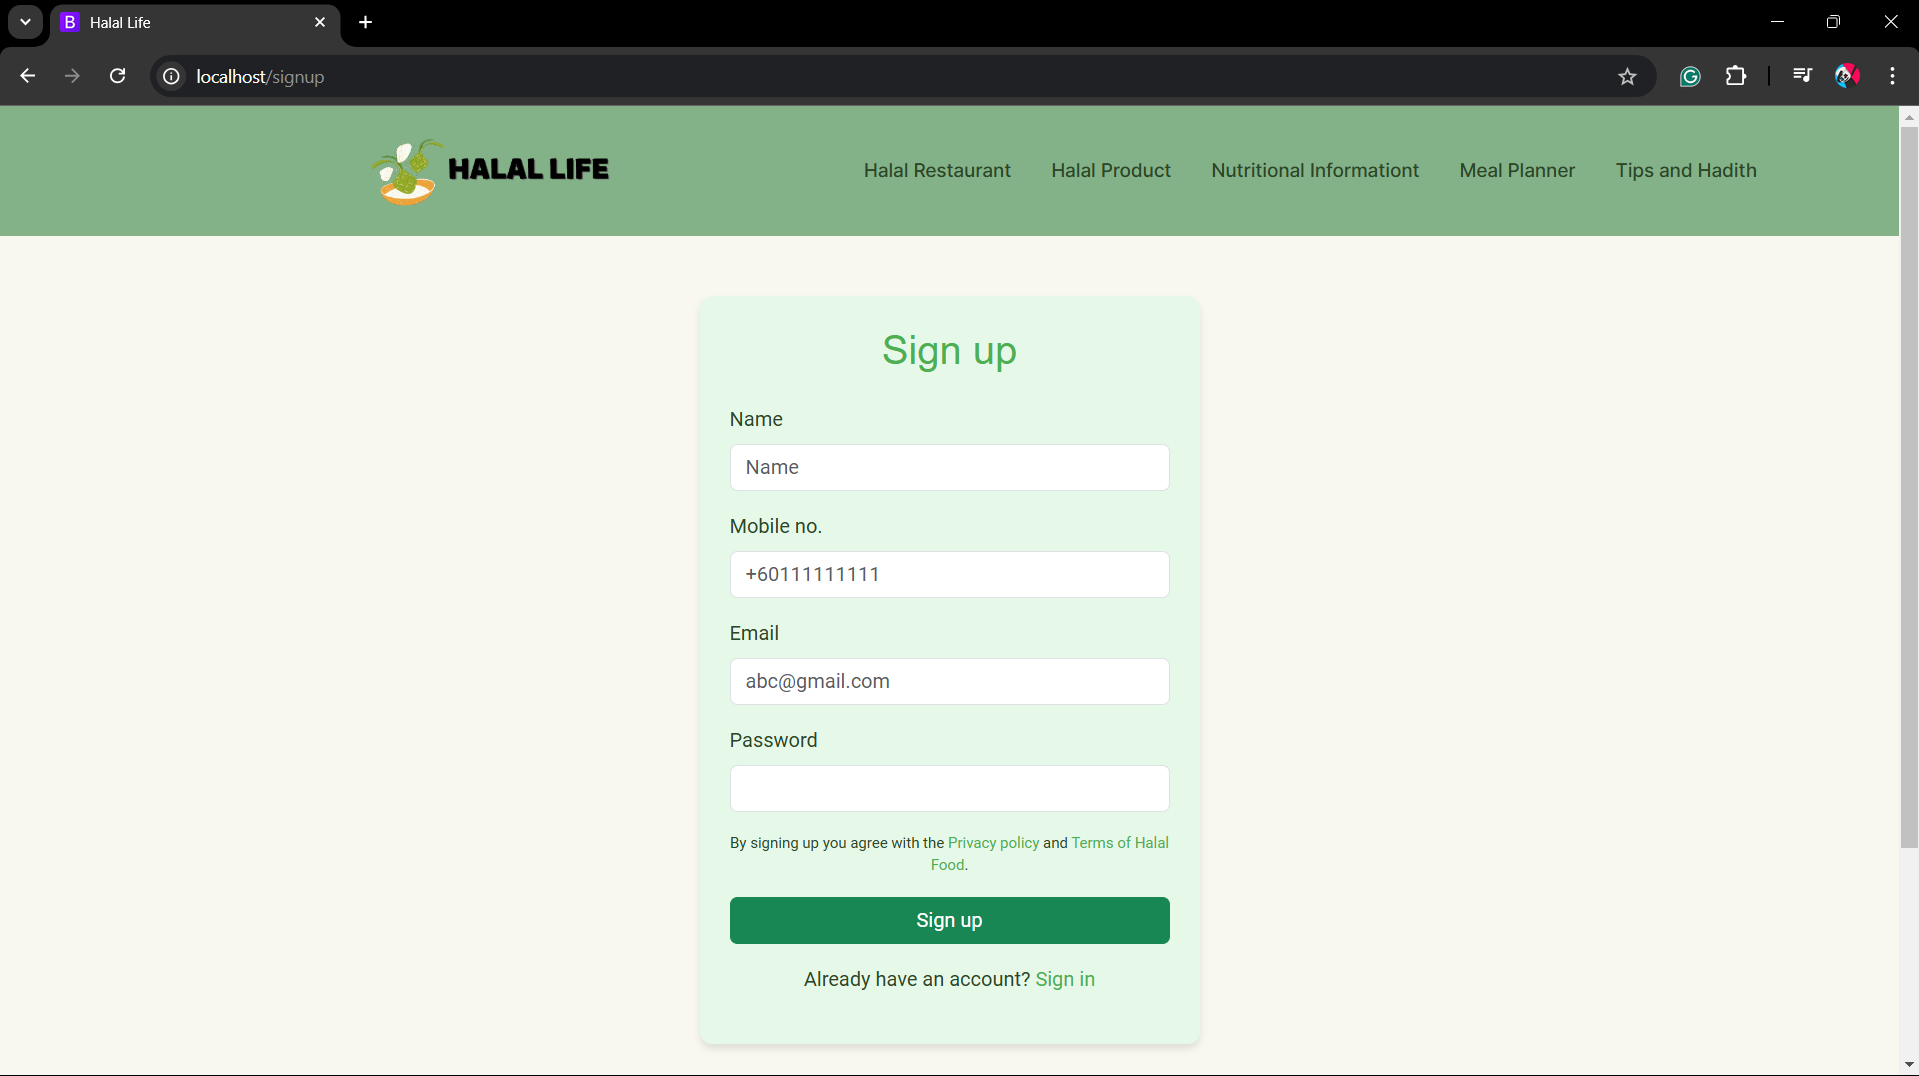 B Halal Life
localhost/signup
HALAL LIFE
Halal Restaurant Halal Product Nutritional Informationt Meal Planner Tips and Hadith
Sign up
Name
Name
Mobile no.
+60111111111
Email
abc@gmail.com
Password
By signing up you agree with the Privacy policy and Terms of Halal
Food.
Sign up
Already have an account? Sign in